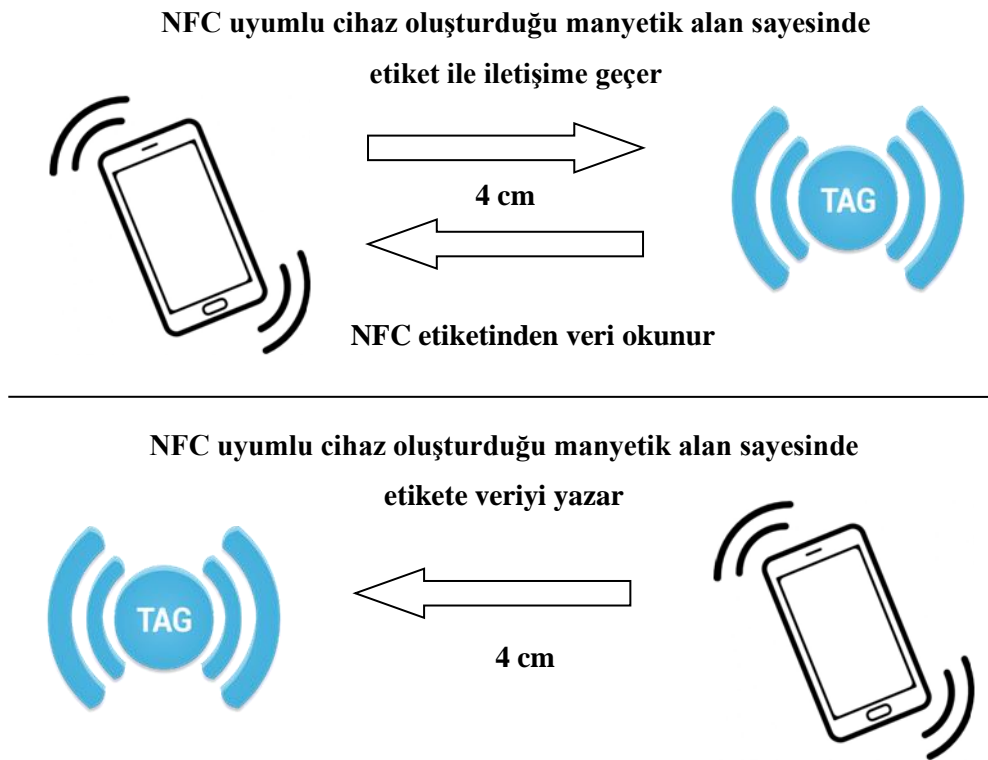 NFC uyumlu cihaz oluşturduğu manyetik alan sayesinde
etiket ile iletişime geçer
4 cm
TAG
NFC etiketinden veri okunur
NFC uyumlu cihaz oluşturduğu manyetik alan sayesinde
etikete veriyi yazar
TAG
4 cm